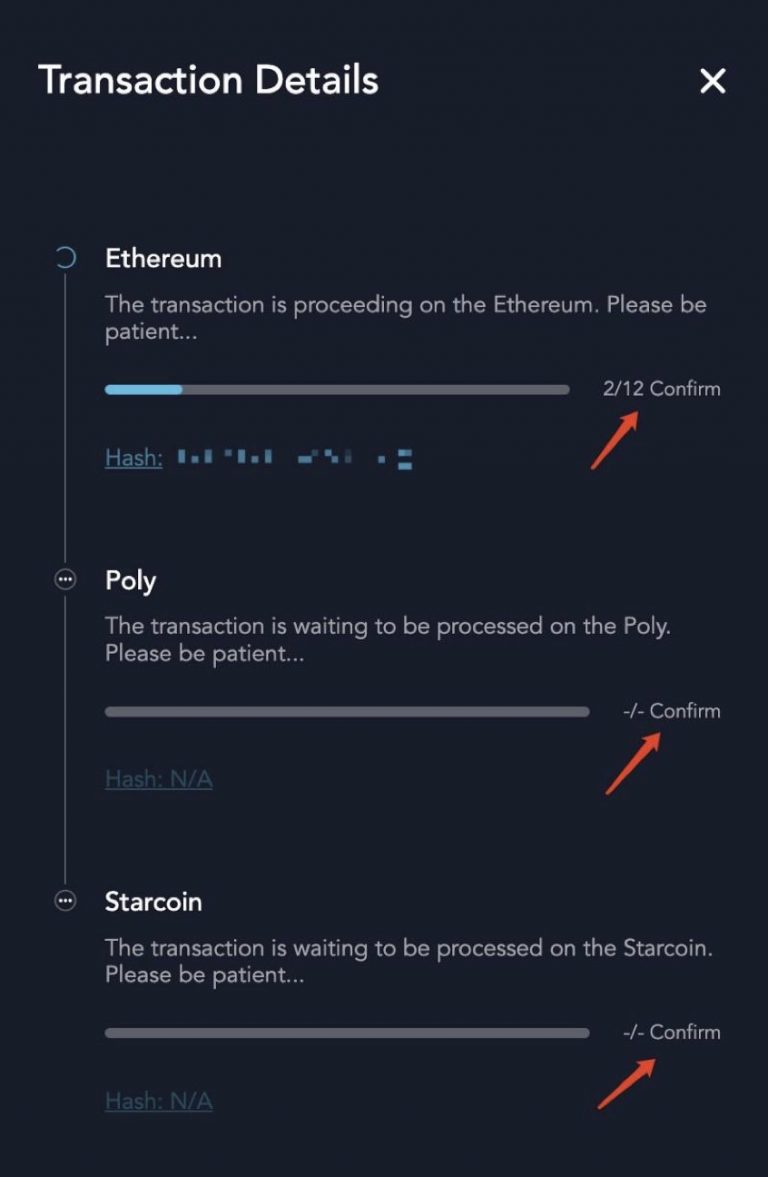 Transaction Details
Ethereum
The transaction is proceeding on the Ethereum. Please be
patient...
2/12 Confirm
Hash:
Poly
The transaction is waiting to be processed on the Poly.
Please be patient...
-/- Confirm
Hash: N/A
Starcoin
The transaction is waiting to be processed on the Starcoin.
Please be patient...
-/- Confirm
Hash: N/A